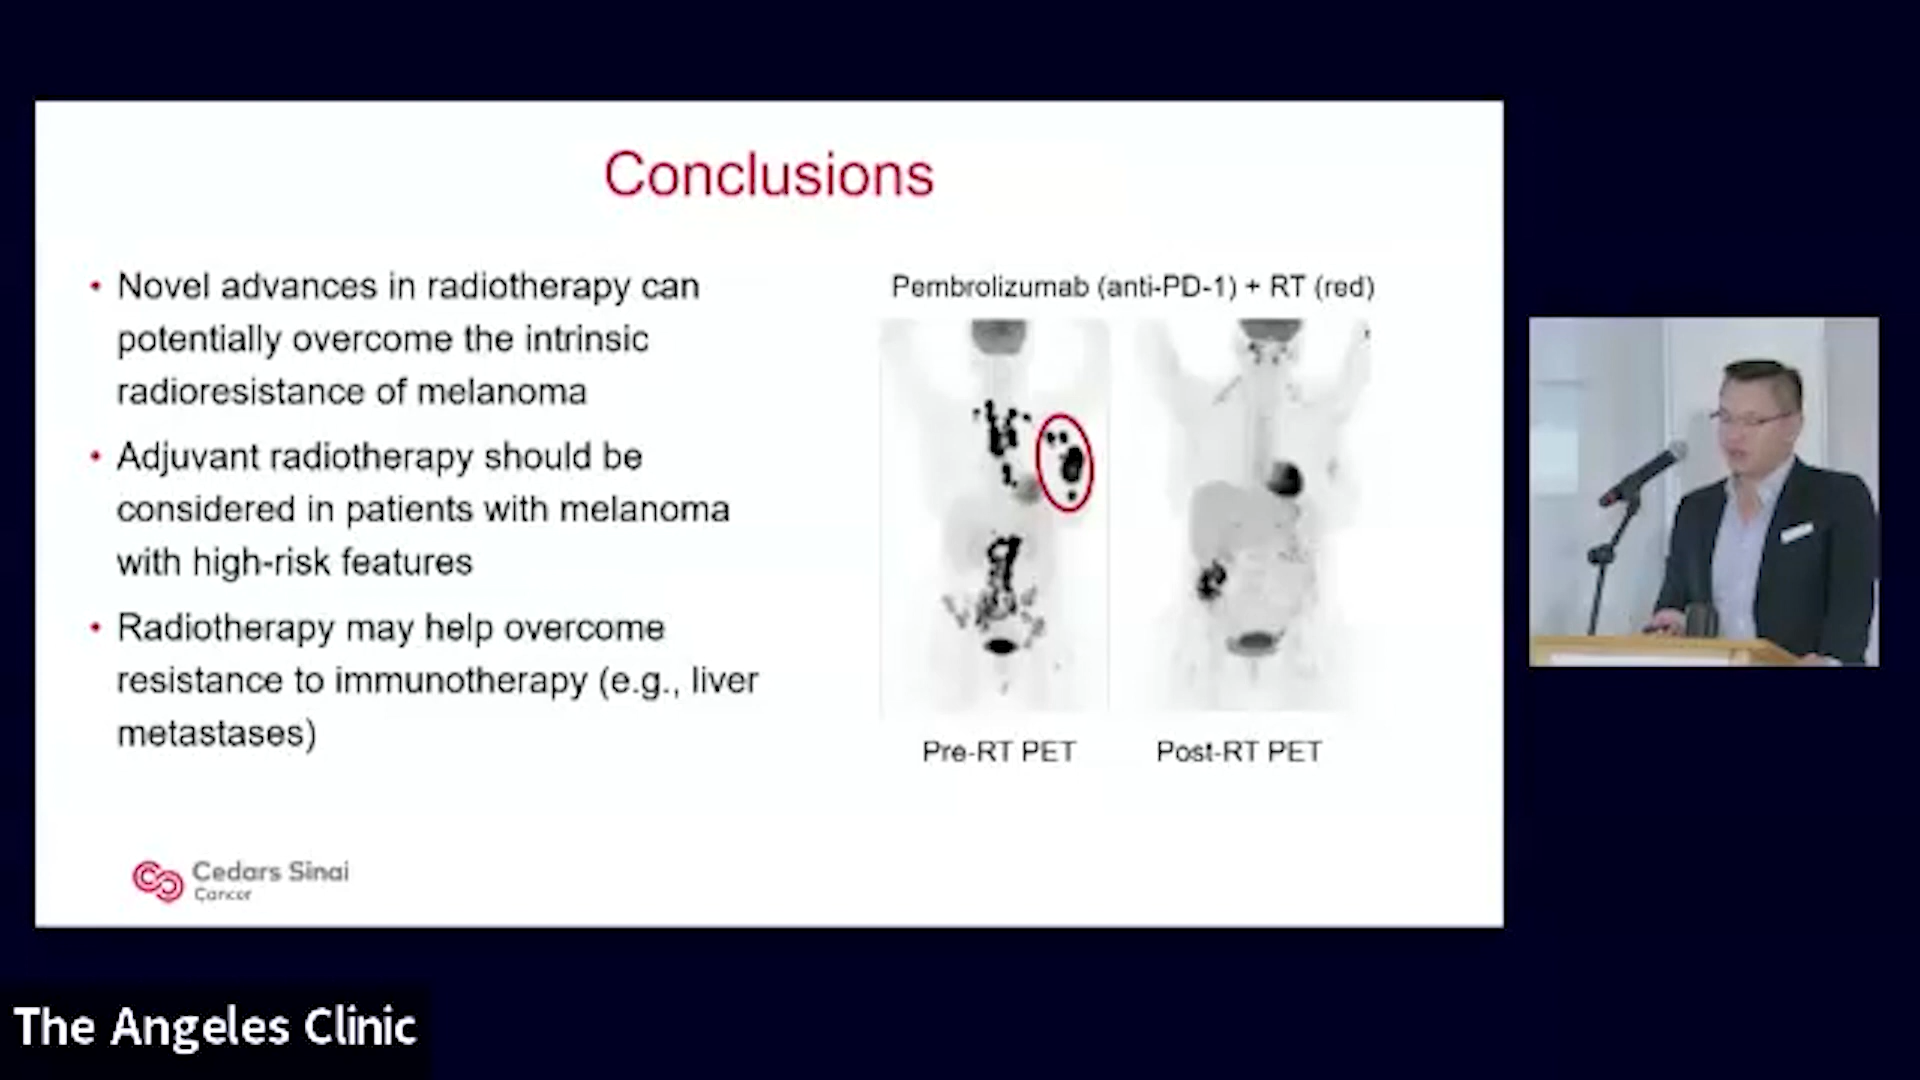 Conclusions
• Novel advances in radiotherapy can
potentially overcome the intrinsic
radioresistance of melanoma
• Adjuvant radiotherapy should be
considered in patients with melanoma
with high-risk features
• Radiotherapy may help overcome
resistance to immunotherapy (e.g., liver
metastases)
Pembrolizumab (anti-PD-1) + RT (red)
Pre-RT PET
Post-RT PET
Cedars Sinai
Cancer
The Angeles Clinic